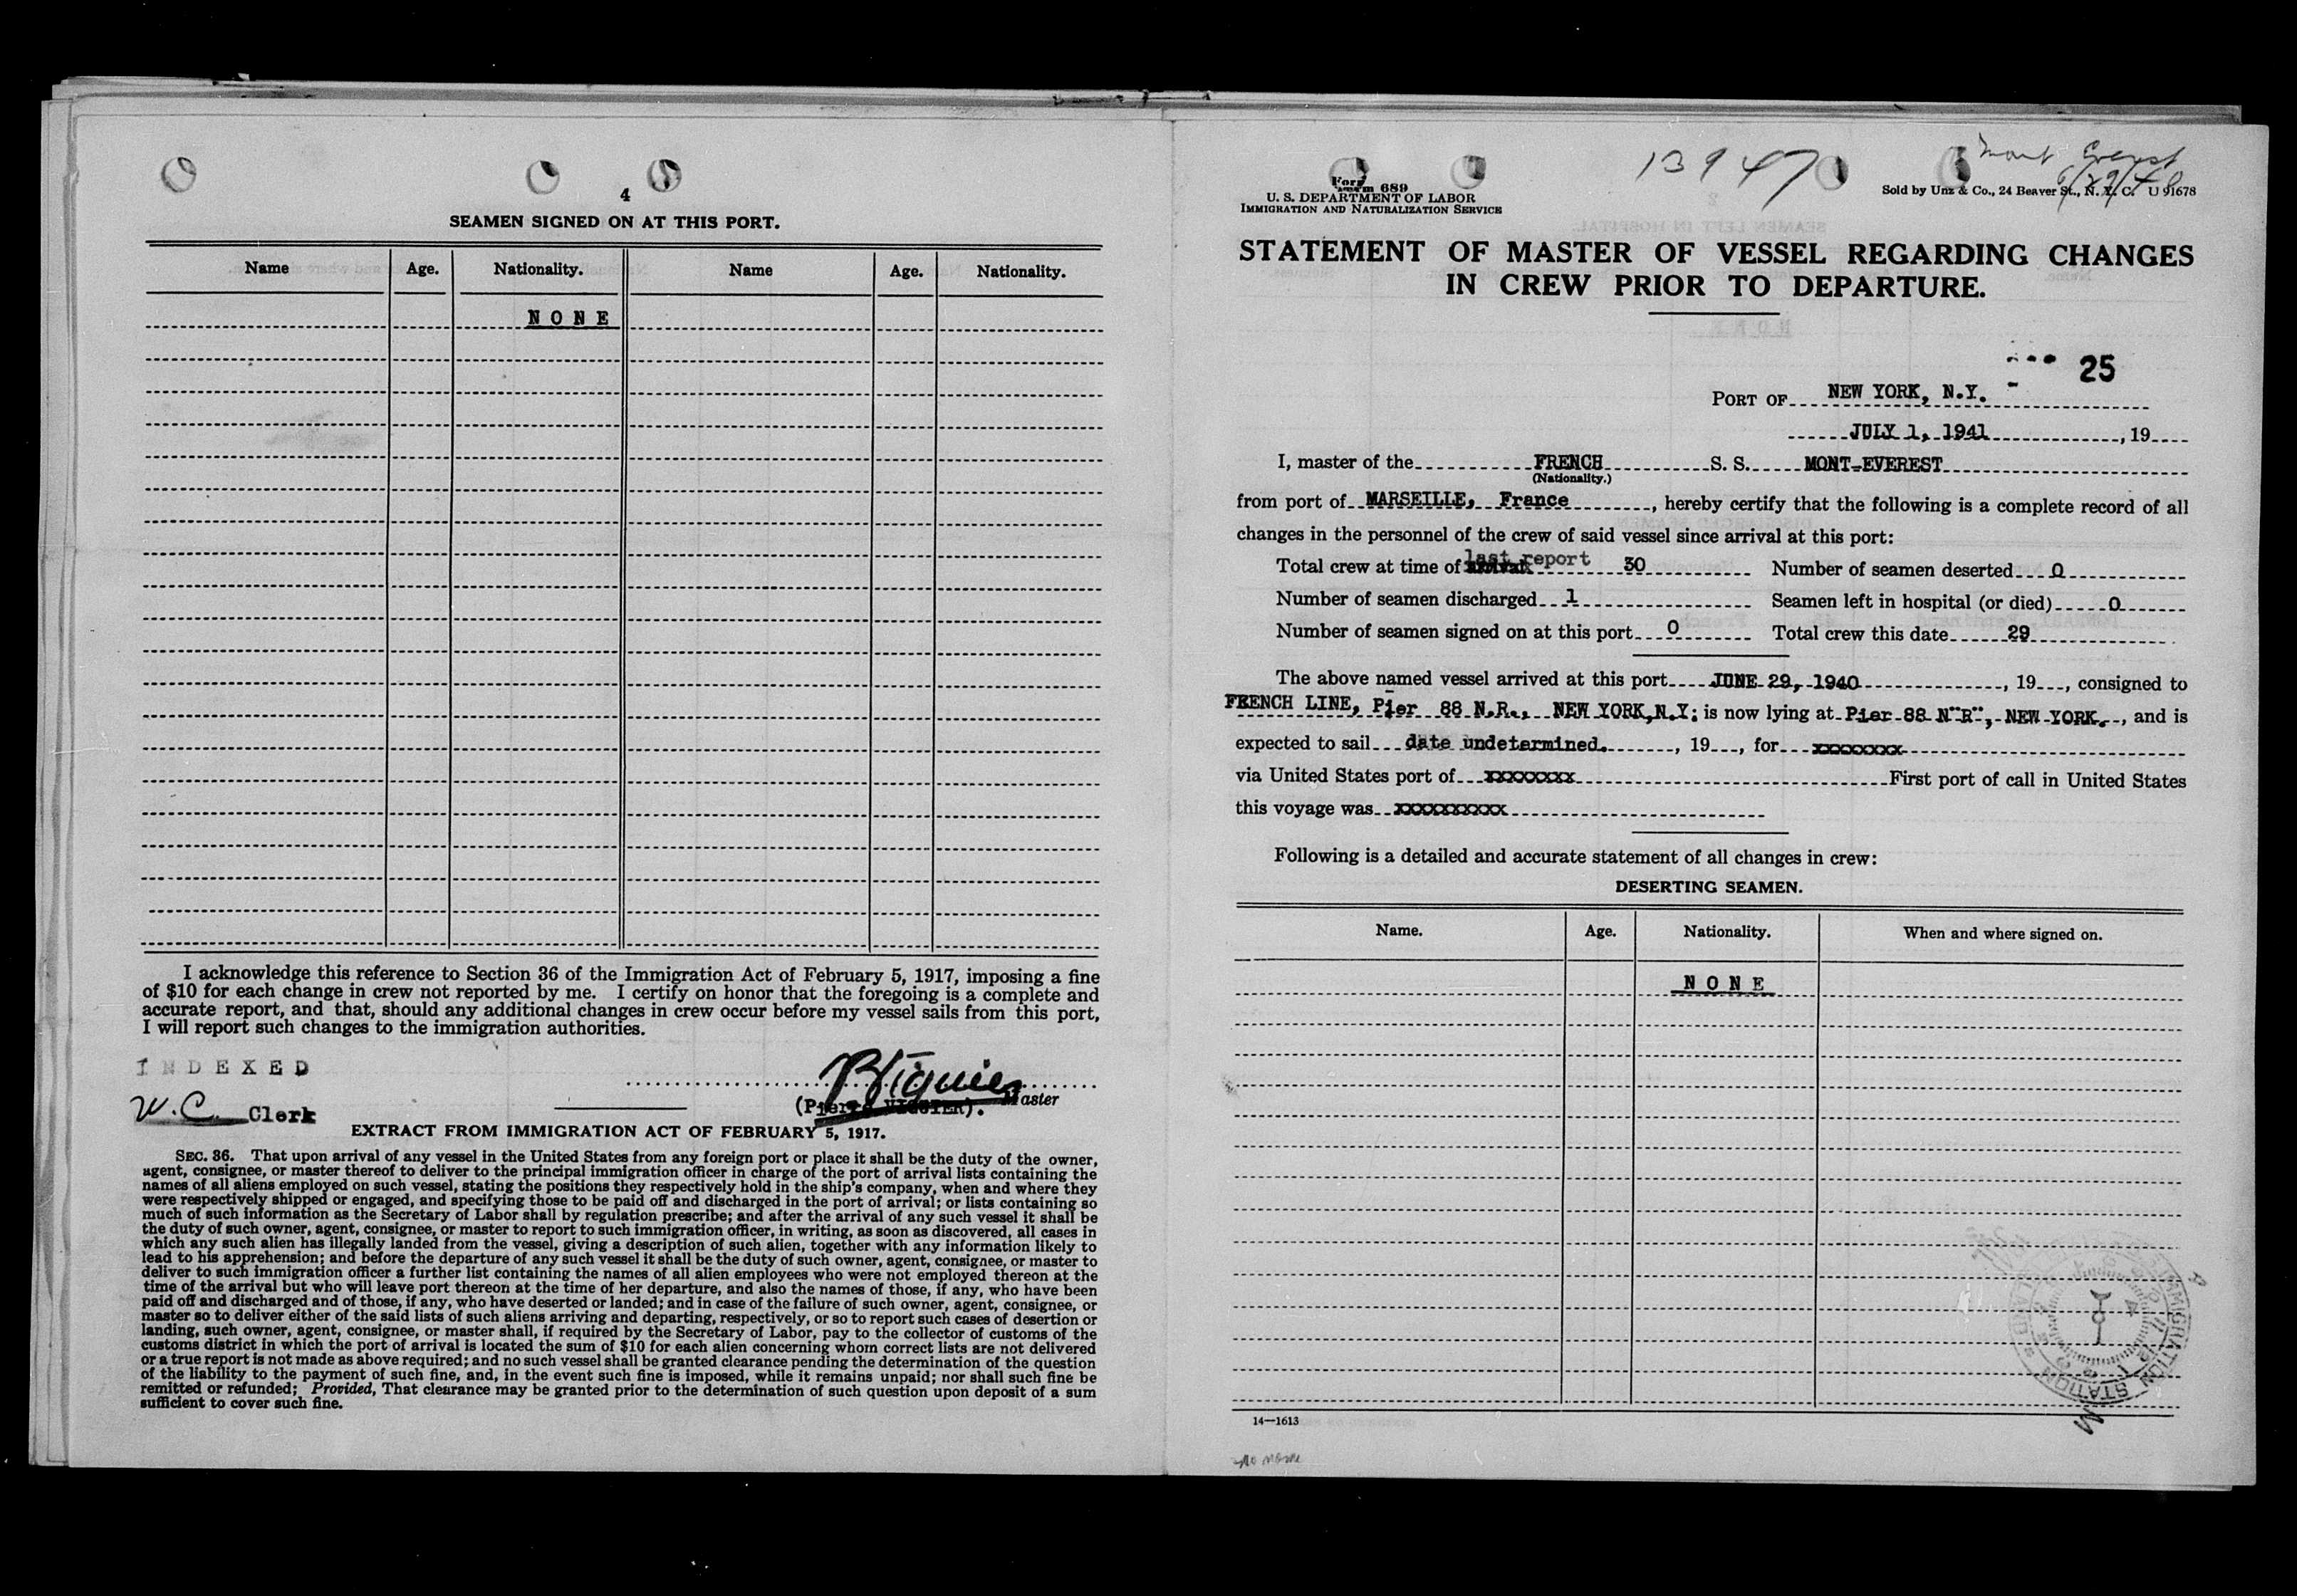 4
SEAMEN SIGNED ON AT THIS PORT.
Name Age. Nationality. Name Age. Nationality.
NONE
I acknowledge this reference to Section 36 of the Immigration Act of February 5, 1917, imposing a fine
of $10 for each change in crew not reported by me. I certify on honor that the foregoing is a complete and
accurate report, and that, should any additional changes in crew occur before my vessel sails from this port,
I will report such changes to the immigration authorities.
INDEXED
W.C. Clerk
(Pierre VIGUIER). Master
EXTRACT FROM IMMIGRATION ACT OF FEBRUARY 5, 1917.
SEC. 36. That upon arrival of any vessel in the United States from any foreign port or place it shall be the duty of the owner,
agent, consignee, or master thereof to deliver to the principal immigration officer in charge of the port of arrival lists containing the
names of all aliens employed on such vessel, stating the positions they respectively hold in the ship's company, when and where they
were respectively shipped or engaged, and specifying those to be paid off and discharged in the port of arrival; or lists containing so
much of such information as the Secretary of Labor shall by regulation prescribe; and after the arrival of any such vessel it shall be
the duty of such owner, agent, consignee, or master to report to such immigration officer, in writing, as soon as discovered, all cases in
which any such alien has illegally landed from the vessel, giving a description of such alien, together with any information likely to
lead to his apprehension; and before the departure of any such vessel it shall be the duty of such owner, agent, consignee, or master to
deliver to such immigration officer a further list containing the names of all alien employees who were not employed thereon at the
time of the arrival but who will leave port thereon at the time of her departure, and also the names of those, if any, who have been
paid off and discharged and of those, if any, who have deserted or landed; and in case of the failure of such owner, agent, consignee, or
master so to deliver either of the said lists of such aliens arriving and departing, respectively, or so to report such cases of desertion or
landing, such owner, agent, consignee, or master shall, if required by the Secretary of Labor, pay to the collector of customs of the
customs district in which the port of arrival is located the sum of $10 for each alien concerning whom correct lists are not delivered
or a true report is not made as above required; and no such vessel shall be granted clearance pending the determination of the question
of the liability to the payment of such fine, and, in the event such fine is imposed, while it remains unpaid; nor shall such fine be
remitted or refunded; Provided, That clearance may be granted prior to the determination of such question upon deposit of a sum
sufficient to cover such fine.
13947
Mont Everest
6/29/40
Form 689
U. S. DEPARTMENT OF LABOR
IMMIGRATION AND NATURALIZATION SERVICE
Sold by Unz & Co., 24 Beaver St., N. Y. C. U 91678
STATEMENT OF MASTER OF VESSEL REGARDING CHANGES
IN CREW PRIOR TO DEPARTURE.
25
PORT OF NEW YORK, N.Y.
JULY 1, 1941, 19
I, master of the FRENCH S. S. MONT-EVEREST
(Nationality.)
from port of MARSEILLE, France, hereby certify that the following is a complete record of all
changes in the personnel of the crew of said vessel since arrival at this port:
Total crew at time of last report 30 Number of seamen deserted 0
Number of seamen discharged 1 Seamen left in hospital (or died) 0
Number of seamen signed on at this port 0 Total crew this date 29
The above named vessel arrived at this port JUNE 29, 1940, 19, consigned to
FRENCH LINE, Pier 88 N.R., NEW YORK,N.Y; is now lying at Pier 88 N"R", NEW YORK., and is
expected to sail date undetermined., 19, for xxxxxxxx
via United States port of xxxxxxxx First port of call in United States
this voyage was xxxxxxxxxx
Following is a detailed and accurate statement of all changes in crew:
DESERTING SEAMEN.
Name. Age. Nationality. When and where signed on.
NONE
IMMIGRATION STATION
14—1613
no name